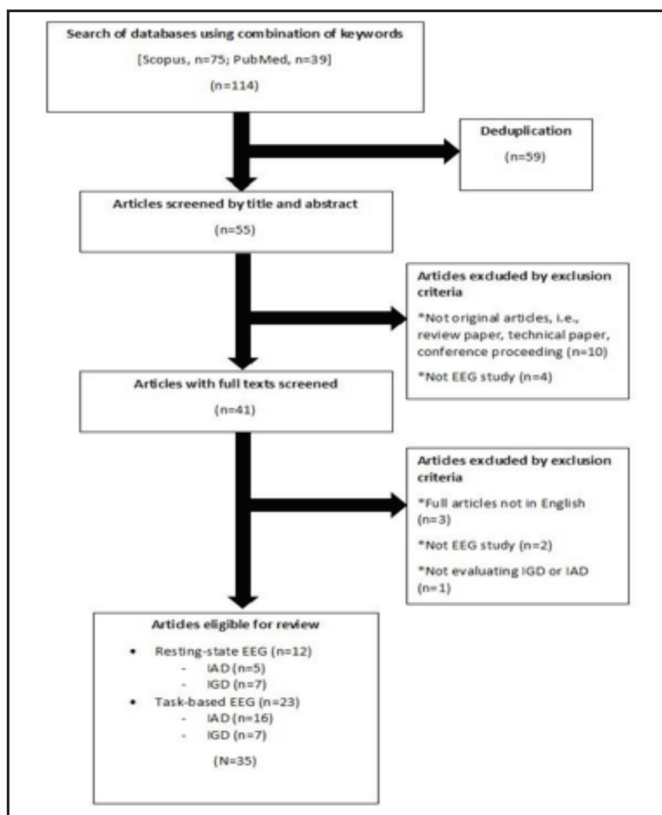 Search of databases using combination of keywords
[Scopus, n=75; PubMed, n=39]
(n=114)
Deduplication
(n=59)
Articles screened by title and abstract
(n=55)
Articles excluded by exclusion
criteria
*Not original articles, i.e.,
review paper, technical paper,
conference proceeding (n=10)
*Not EEG study (n=4)
Articles with full texts screened
(n=41)
Articles excluded by exclusion
criteria
*Full articles not in English
(n=3)
*Not EEG study (n=2)
*Not evaluating IGD or IAD
(n=1)
Articles eligible for review
• Resting-state EEG (n=12)
- IAD (n=5)
- IGD (n=7)
• Task-based EEG (n=23)
- IAD (n=16)
- IGD (n=7)
(N=35)